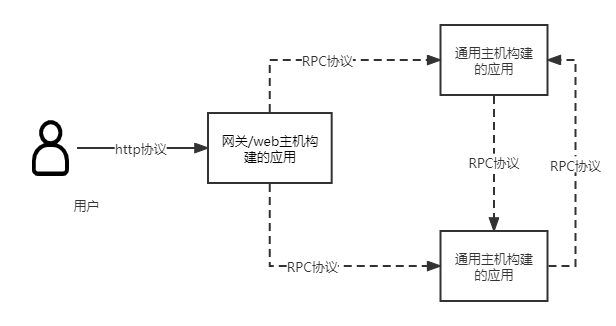 RPC协议
通用主机构建
的应用
http协议
网关/web主机构
建的应用
RPC协议
RPC协议
用户
RPC协议
通用主机构建
的应用